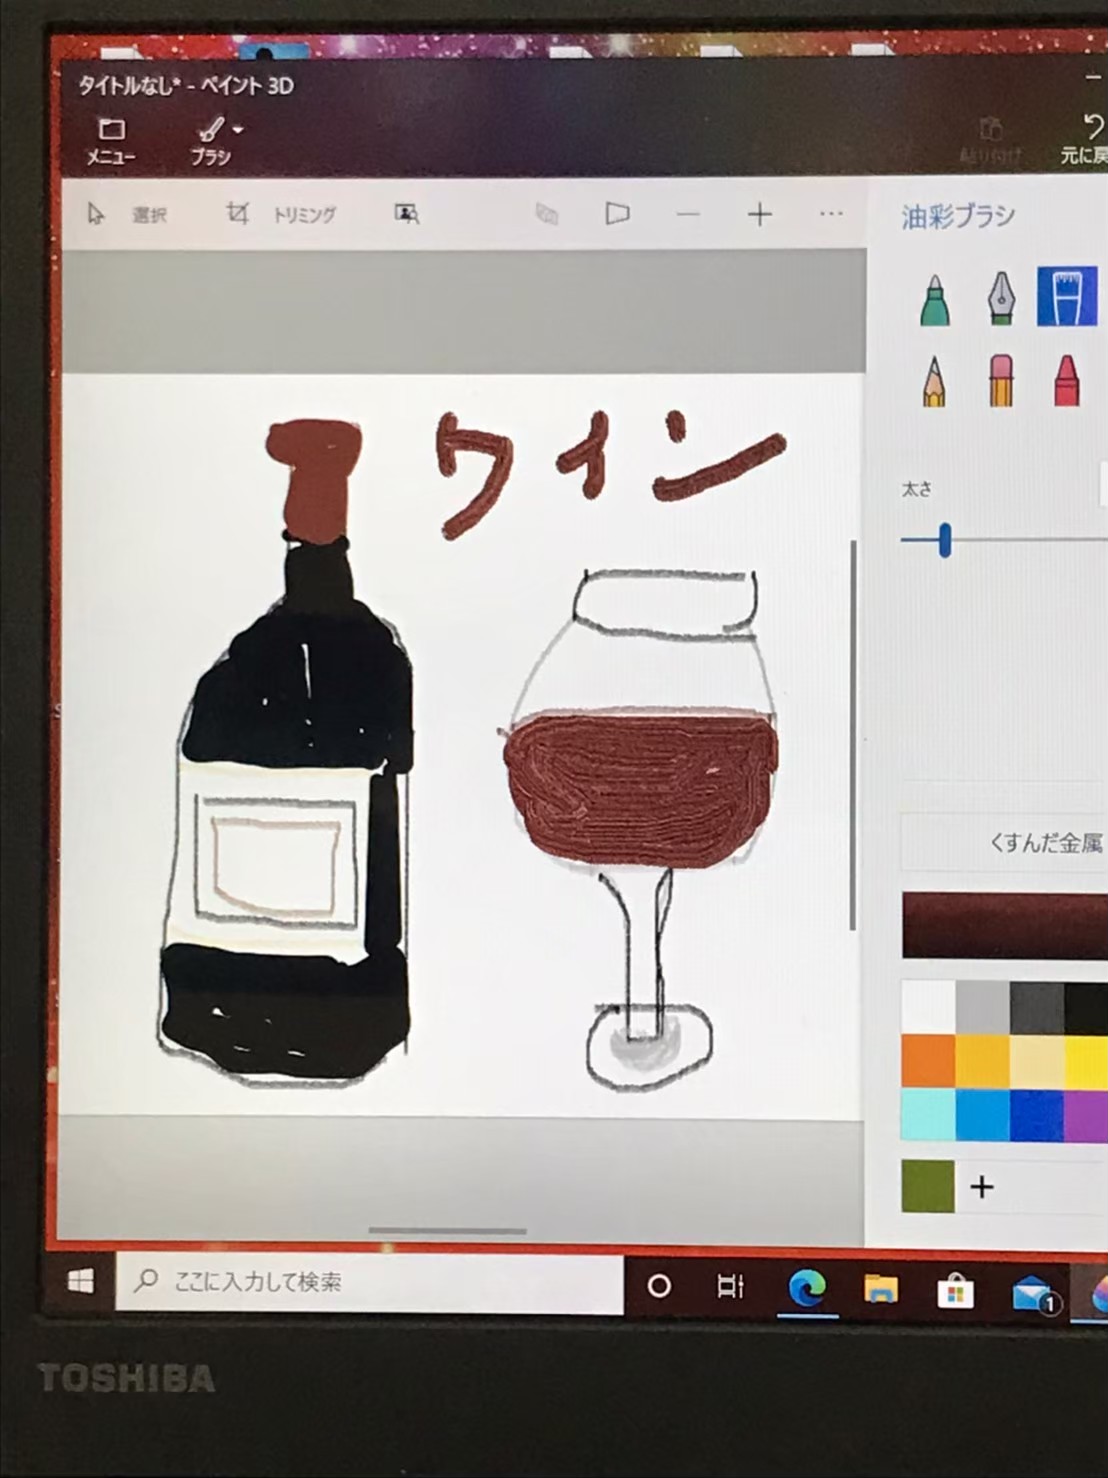 タイトルなし* - ペイント 3D
メニュー ブラシ 貼り付け 元に戻
選択 トリミング
油彩ブラシ
ワイン
太さ
くすんだ金属
ここに入力して検索
1
TOSHIBA